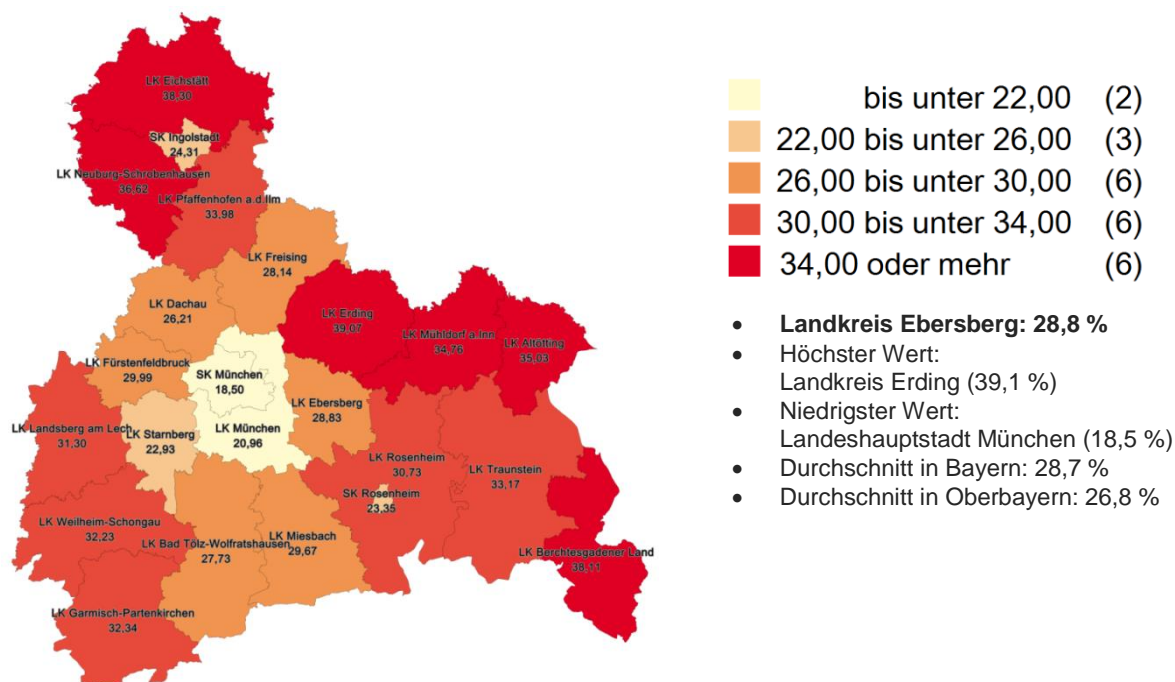 LK Eichstätt
38,30
SK Ingolstadt
24,31
LK Neuburg-Schrobenhausen
36,62
LK Pfaffenhofen a.d.Ilm
33,98
LK Freising
28,14
LK Dachau
26,21
LK Erding
39,07
LK Mühldorf a.Inn
34,76
LK Altötting
35,03
LK Fürstenfeldbruck
29,99
SK München
18,50
LK Ebersberg
28,83
LK Landsberg am Lech
31,30
LK Starnberg
22,93
LK München
20,96
LK Rosenheim
30,73
LK Traunstein
33,17
SK Rosenheim
23,35
LK Weilheim-Schongau
32,23
LK Bad Tölz-Wolfratshausen
27,73
LK Miesbach
29,67
LK Berchtesgadener Land
38,11
LK Garmisch-Partenkirchen
32,34
bis unter 22,00 (2)
22,00 bis unter 26,00 (3)
26,00 bis unter 30,00 (6)
30,00 bis unter 34,00 (6)
34,00 oder mehr (6)
• Landkreis Ebersberg: 28,8 %
• Höchster Wert:
Landkreis Erding (39,1 %)
• Niedrigster Wert:
Landeshauptstadt München (18,5 %)
• Durchschnitt in Bayern: 28,7 %
• Durchschnitt in Oberbayern: 26,8 %